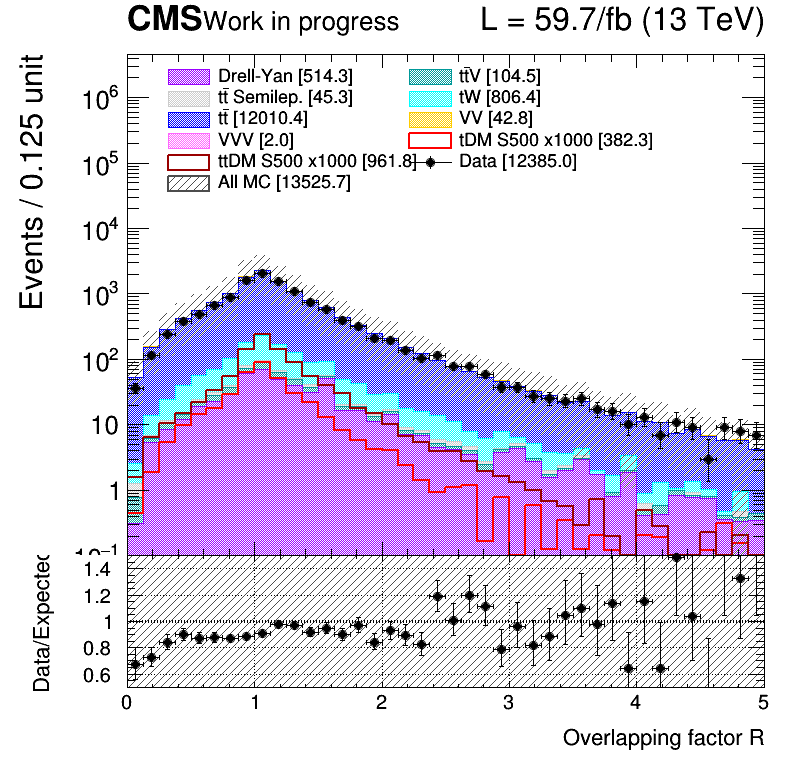 CMS Work in progress L = 59.7/fb (13 TeV)
Events / 0.125 unit
Drell-Yan [514.3]
tt̄V [104.5]
tt̄ Semilep. [45.3]
tW [806.4]
tt̄ [12010.4]
VV [42.8]
VVV [2.0]
tDM S500 x1000 [382.3]
ttDM S500 x1000 [961.8]
Data [12385.0]
All MC [13525.7]
10⁶
10⁵
10⁴
10³
10²
10
1
10⁻¹
Data/Expected
1.4
1.2
1
0.8
0.6
0 1 2 3 4 5
Overlapping factor R